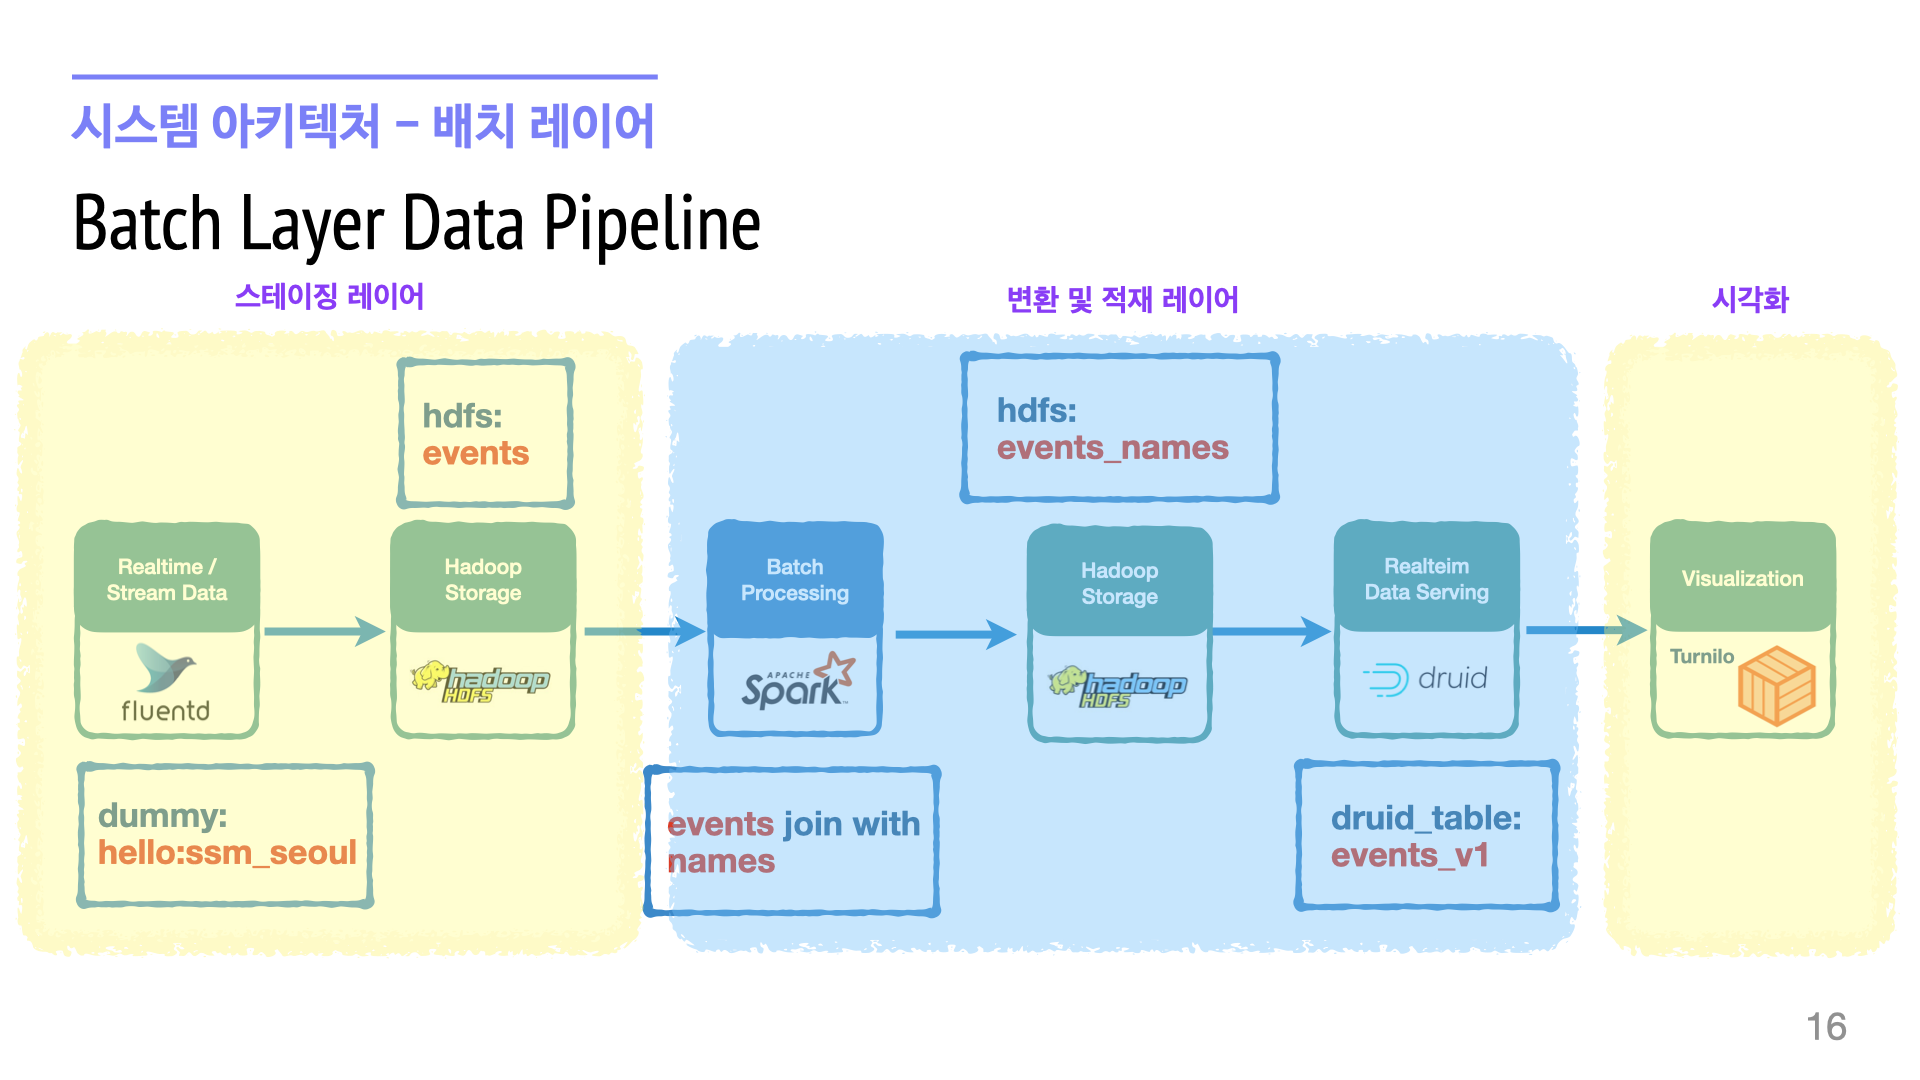 시스템 아키텍처 – 배치 레이어
Batch Layer Data Pipeline
스테이징 레이어
변환 및 적재 레이어
시각화
hdfs:
events
hdfs:
events_names
Realtime /
Stream Data
fluentd
Hadoop
Storage
hadoop
HDFS
Batch
Processing
APACHE
Spark™
Hadoop
Storage
hadoop
HDFS
Realteim
Data Serving
druid
Visualization
Turnilo
dummy:
hello:ssm_seoul
events join with
names
druid_table:
events_v1
16